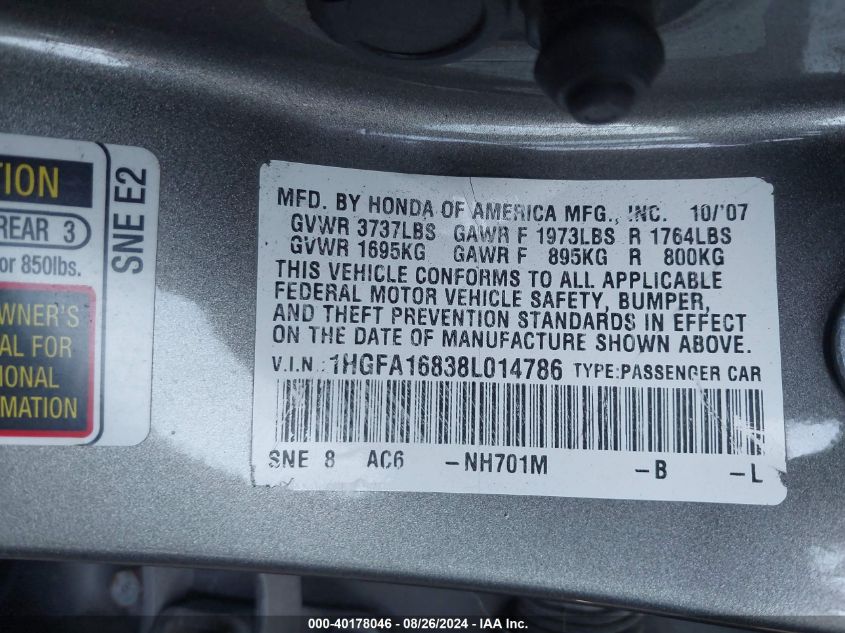 TION
REAR 3
or 850lbs.
WNER'S
AL FOR
IONAL
RMATION
SNE E2
MFD. BY HONDA OF AMERICA MFG., INC. 10/'07
GVWR 3737LBS GAWR F 1973LBS R 1764LBS
GVWR 1695KG GAWR F 895KG R 800KG
THIS VEHICLE CONFORMS TO ALL APPLICABLE
FEDERAL MOTOR VEHICLE SAFETY, BUMPER,
AND THEFT PREVENTION STANDARDS IN EFFECT
ON THE DATE OF MANUFACTURE SHOWN ABOVE.
V.I.N.: 1HGFA16838L014786 TYPE:PASSENGER CAR
SNE 8 AC6 -NH701M -B -L
000-40178046 - 08/26/2024 - IAA Inc.